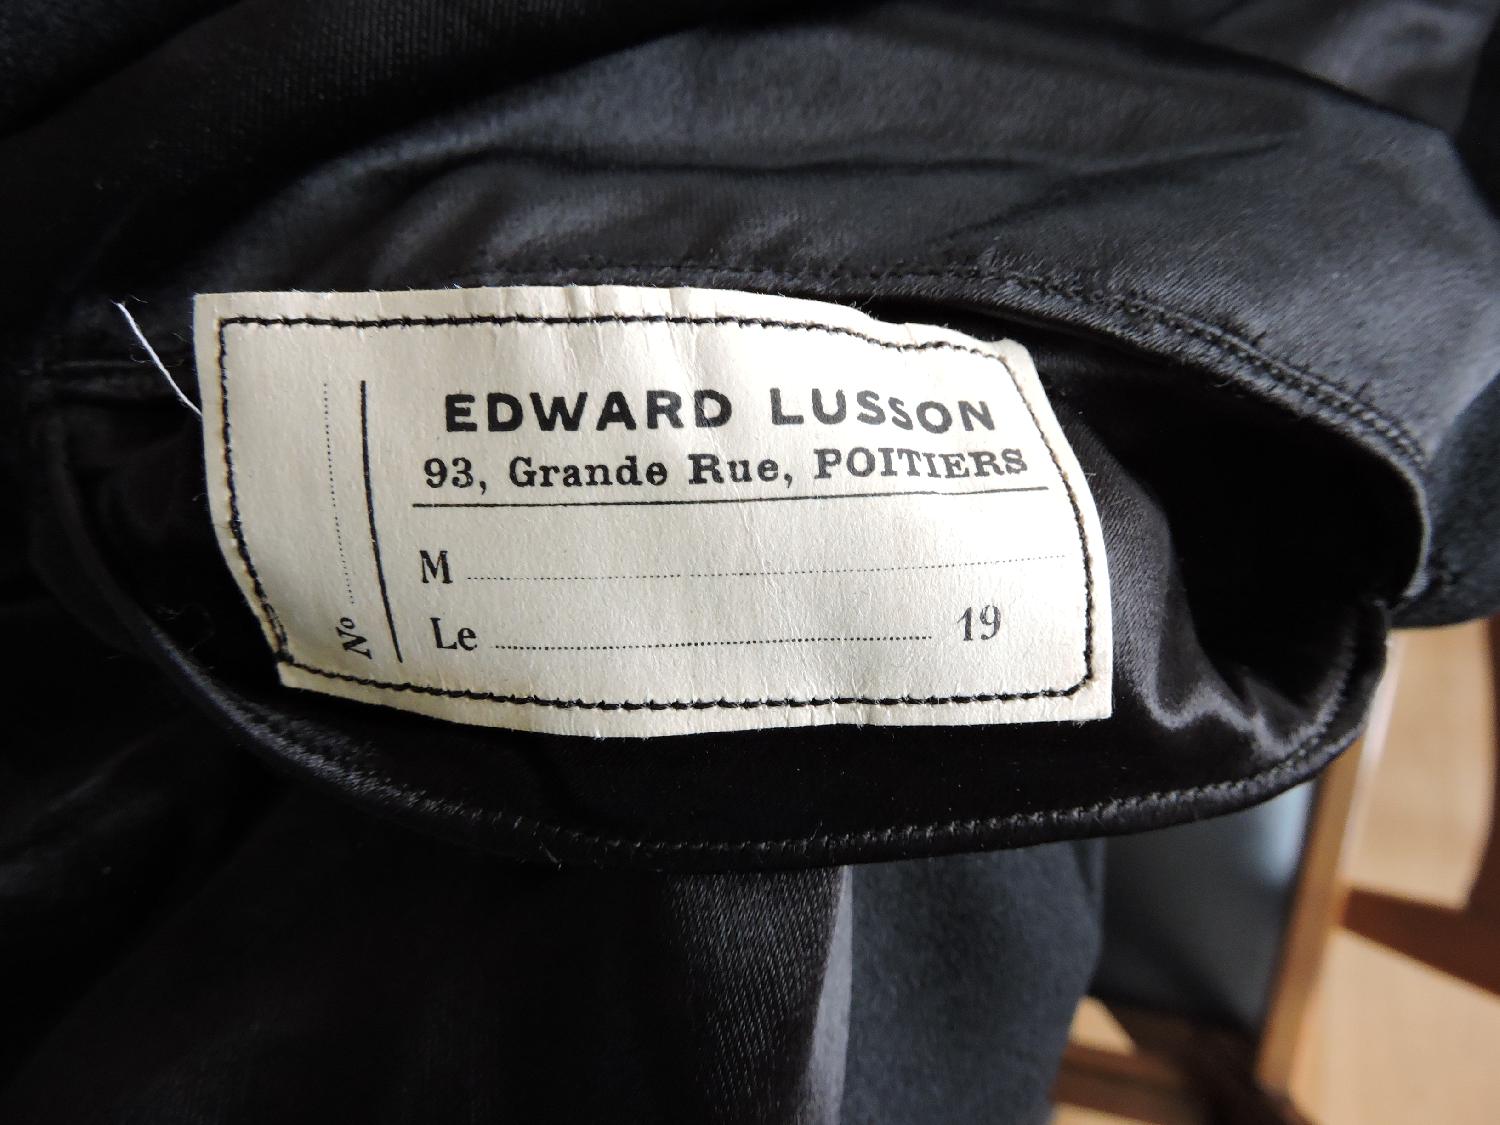 EDWARD LUSSON
93, Grande Rue, POITIERS
M
Le 19
No